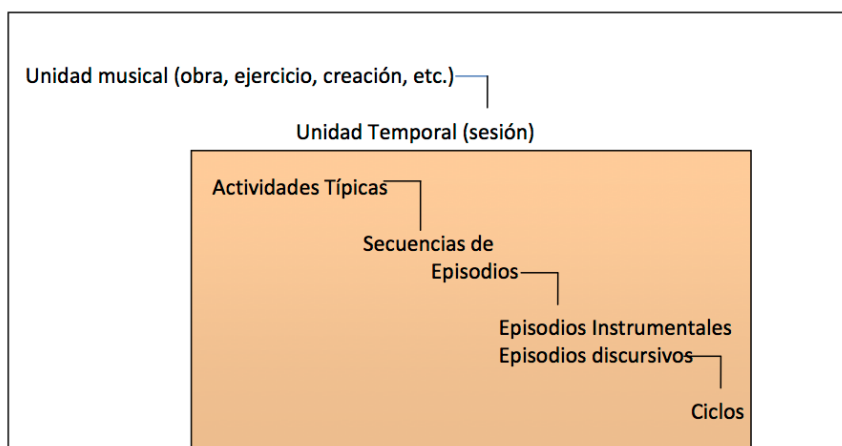 Unidad musical (obra, ejercicio, creación, etc.)
Unidad Temporal (sesión)
Actividades Típicas
Secuencias de
Episodios
Episodios Instrumentales
Episodios discursivos
Ciclos